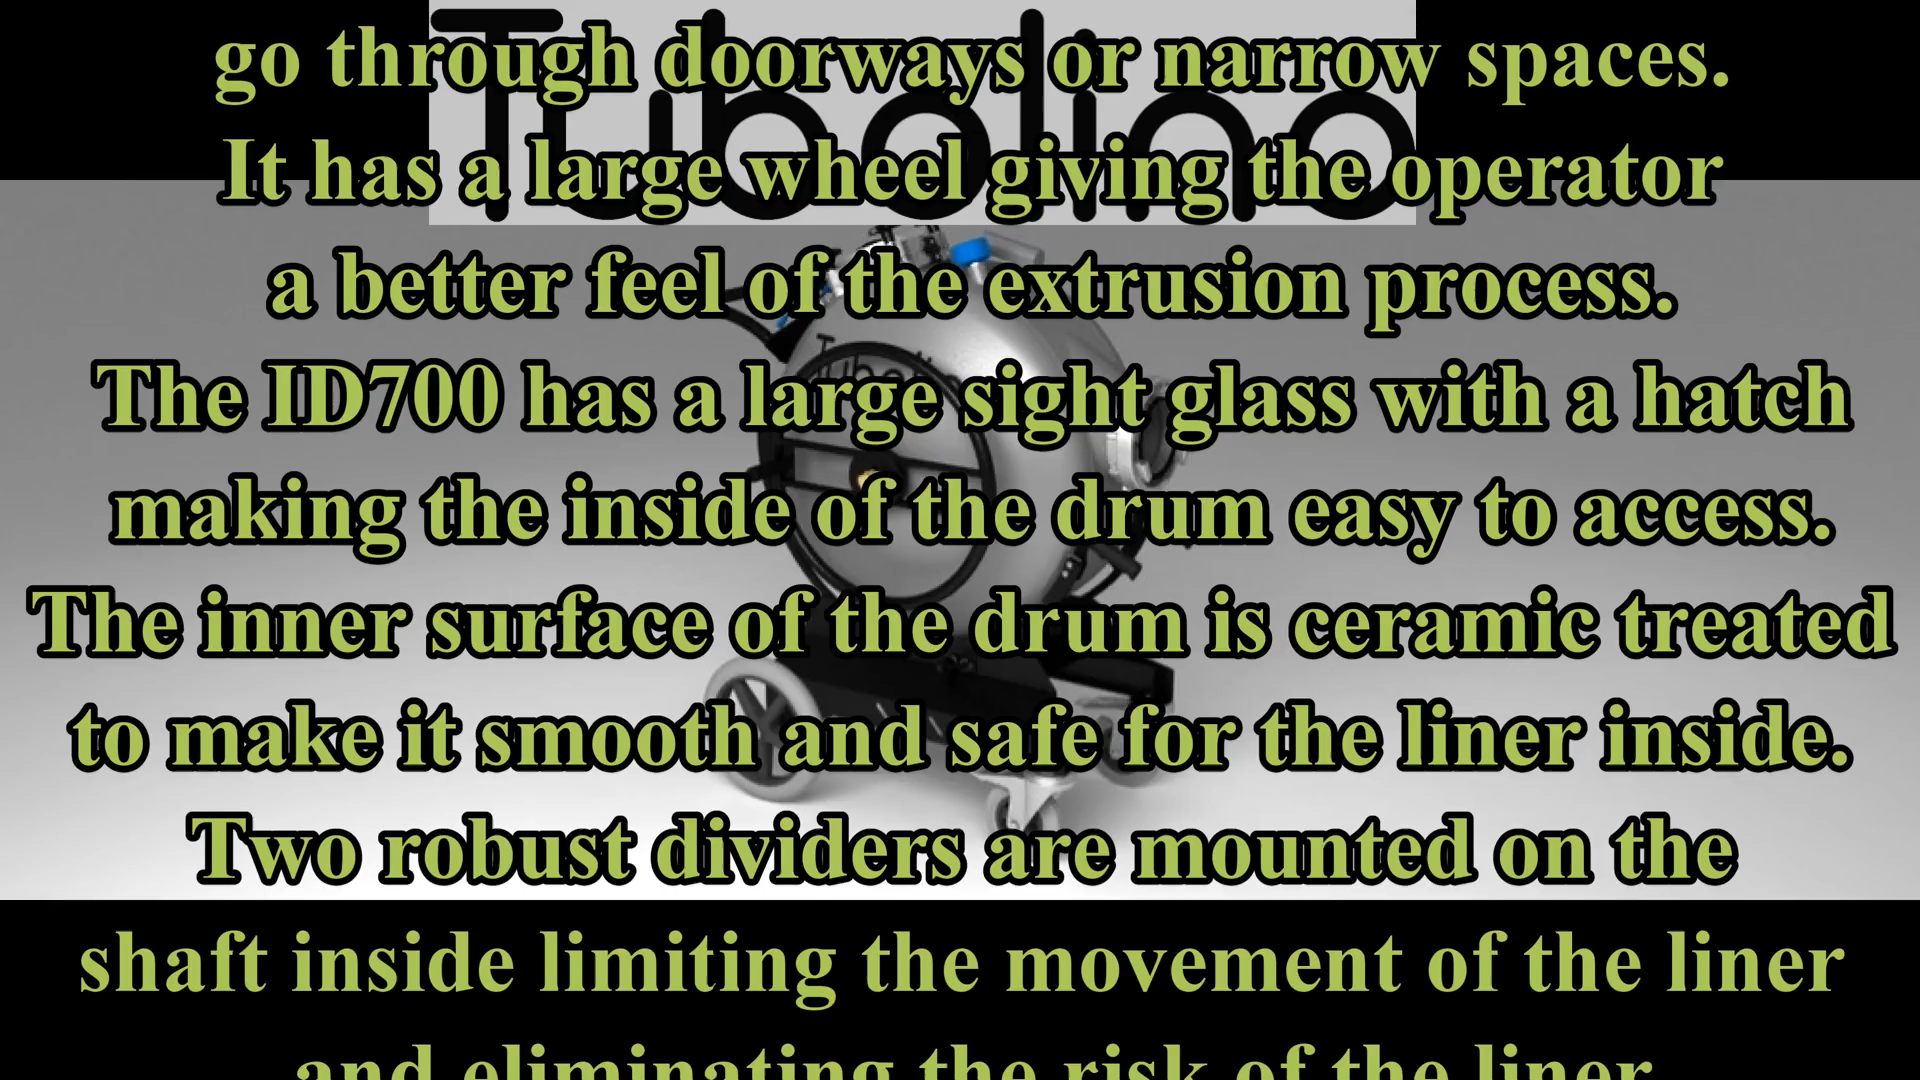 Tubolino
go through doorways or narrow spaces.
It has a large wheel giving the operator
a better feel of the extrusion process.
The ID700 has a large sight glass with a hatch
making the inside of the drum easy to access.
The inner surface of the drum is ceramic treated
to make it smooth and safe for the liner inside.
Two robust dividers are mounted on the
shaft inside limiting the movement of the liner
and eliminating the risk of the liner